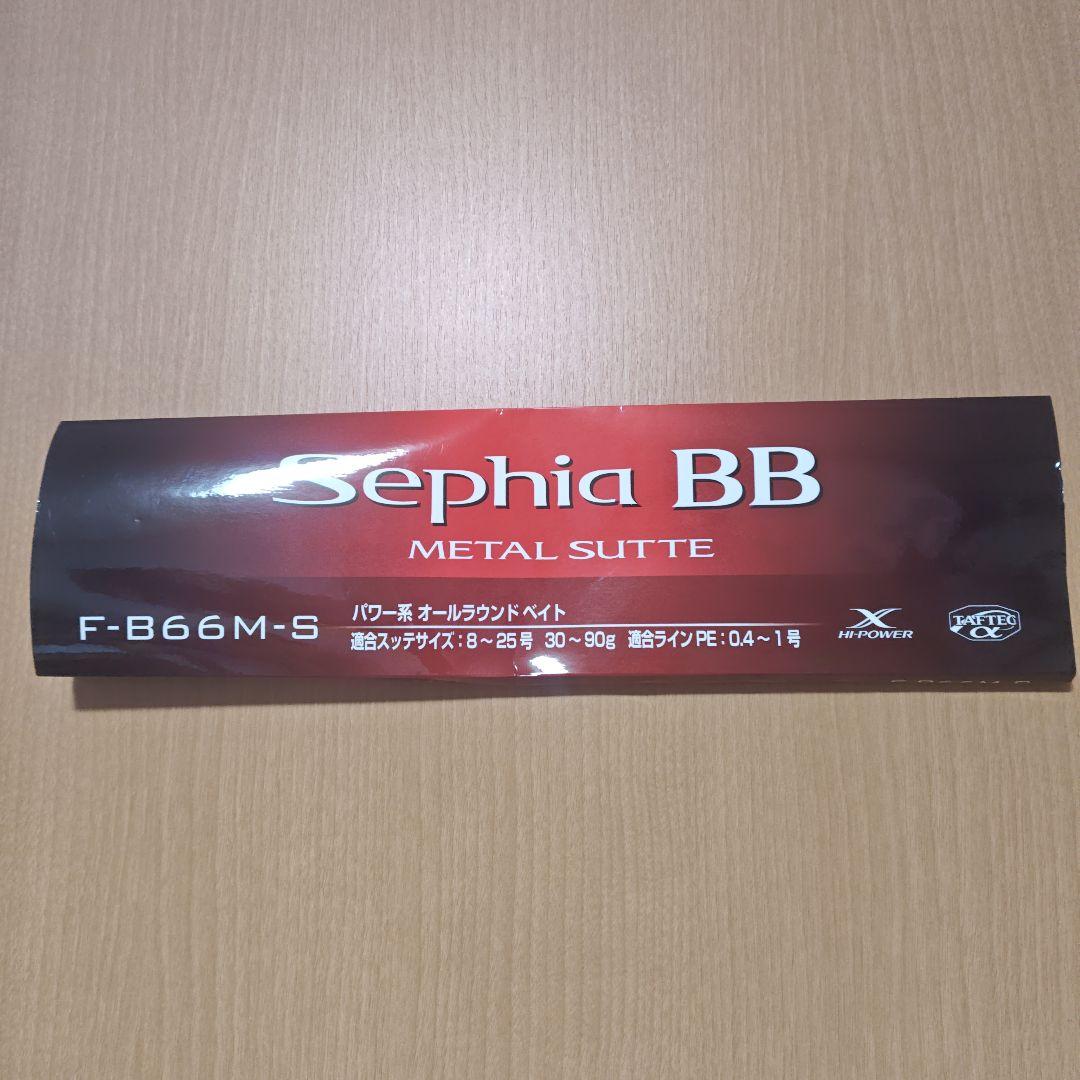 Sephia BB
METAL SUTTE
F-B66M-S
パワー系 オールラウンド ベイト
適合スッテサイズ：8～25号 30～90g 適合ラインPE：0.4～1号
X
HI-POWER
TAFTEC
α